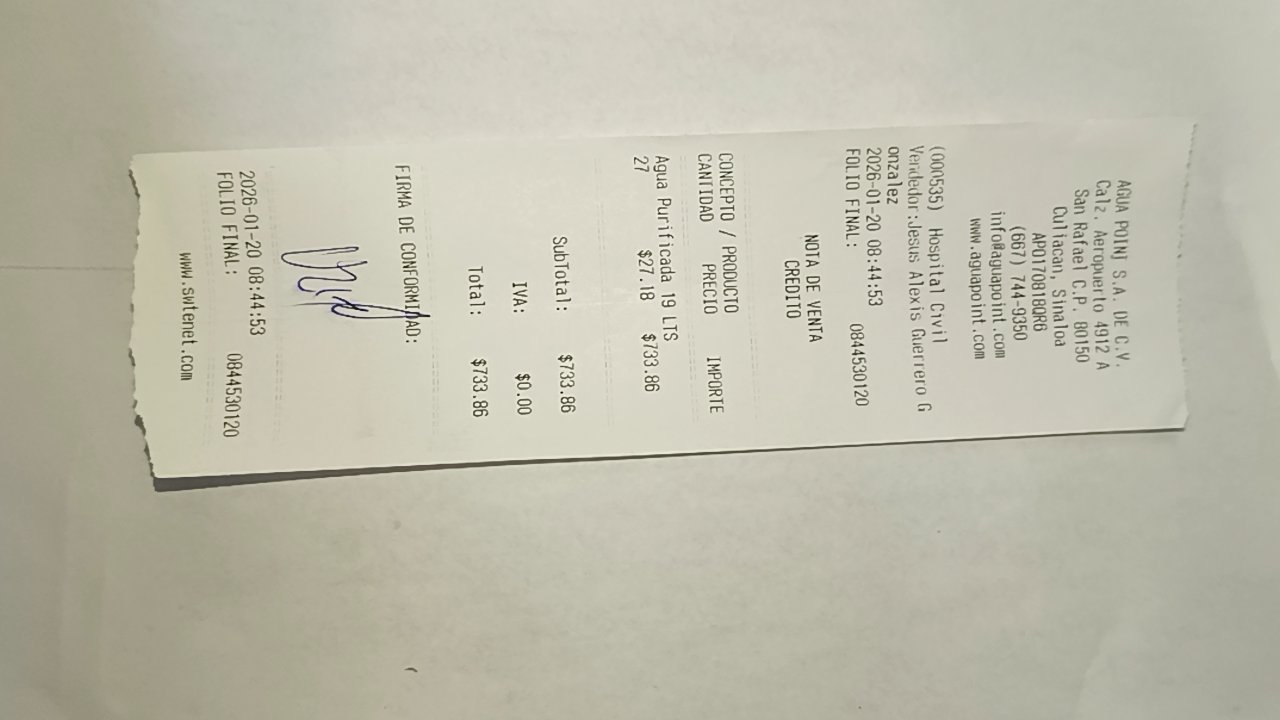 AGUA POINJ S.A. DE C.V.
Calz. Aeropuerto 4912 A
San Rafael C.P. 80150
Culiacan, Sinaloa
APO170818QR6
(667) 744-9350
info@aguapoint.com
www.aguapoint.com
(000535) Hospital Civil
Vendedor:Jesus Alexis Guerrero G
onzalez
2026-01-20 08:44:53
FOLIO FINAL: 0844530120
NOTA DE VENTA
CREDITO
CONCEPTO / PRODUCTO
CANTIDAD PRECIO IMPORTE
Agua Purificada 19 LTS
27 $27.18 $733.86
SubTotal: $733.86
IVA: $0.00
Total: $733.86
FIRMA DE CONFORMIDAD:
2026-01-20 08:44:53
FOLIO FINAL: 0844530120
www.swtenet.com